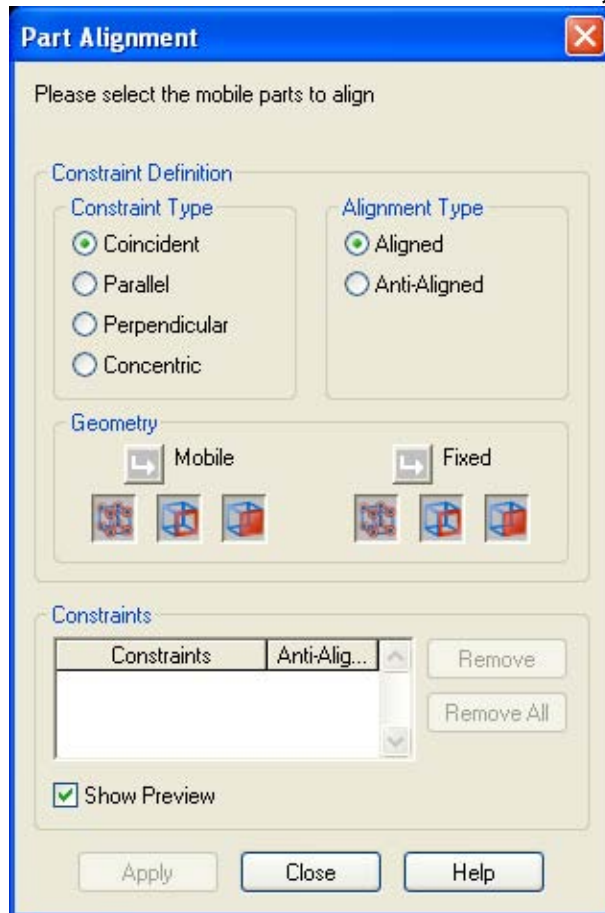 Part Alignment
Please select the mobile parts to align
Constraint Definition
Constraint Type
Coincident
Parallel
Perpendicular
Concentric
Alignment Type
Aligned
Anti-Aligned
Geometry
Mobile
Fixed
Constraints
Constraints Anti-Alig...
Remove
Remove All
Show Preview
Apply Close Help